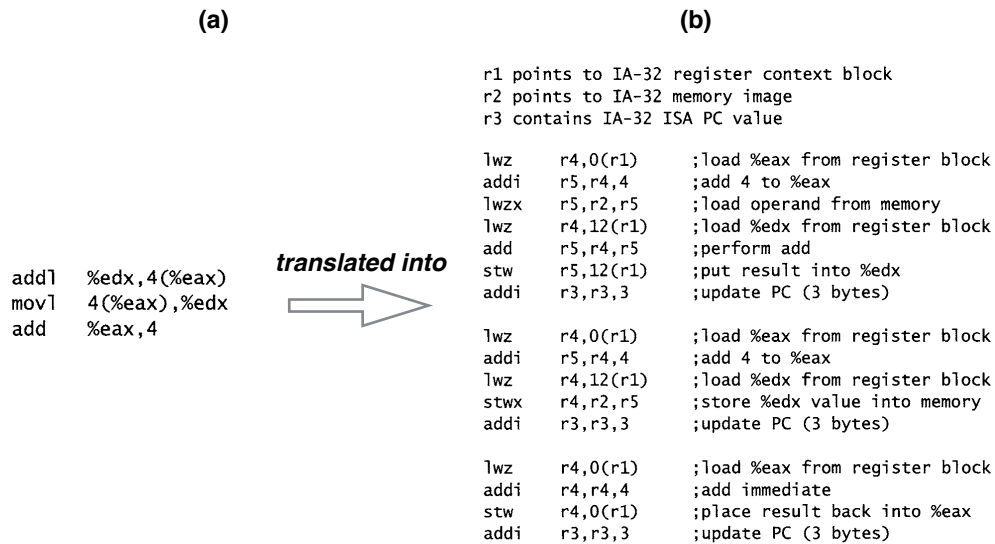 (a)
addl %edx,4(%eax)
movl 4(%eax),%edx
add %eax,4
translated into
(b)
r1 points to IA-32 register context block
r2 points to IA-32 memory image
r3 contains IA-32 ISA PC value
lwz r4,0(r1) ;load %eax from register block
addi r5,r4,4 ;add 4 to %eax
lwzx r5,r2,r5 ;load operand from memory
lwz r4,12(r1) ;load %edx from register block
add r5,r4,r5 ;perform add
stw r5,12(r1) ;put result into %edx
addi r3,r3,3 ;update PC (3 bytes)
lwz r4,0(r1) ;load %eax from register block
addi r5,r4,4 ;add 4 to %eax
lwz r4,12(r1) ;load %edx from register block
stwx r4,r2,r5 ;store %edx value into memory
addi r3,r3,3 ;update PC (3 bytes)
lwz r4,0(r1) ;load %eax from register block
addi r4,r4,4 ;add immediate
stw r4,0(r1) ;place result back into %eax
addi r3,r3,3 ;update PC (3 bytes)